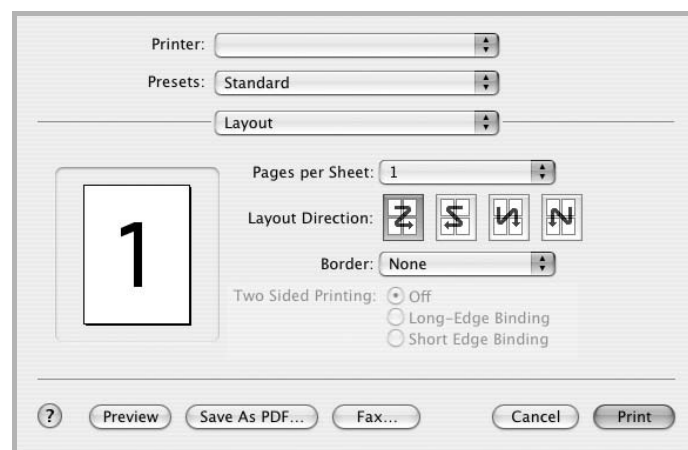 Printer:
Presets: Standard
Layout
Pages per Sheet: 1
Layout Direction:
1
Border: None
Two Sided Printing: Off
Long-Edge Binding
Short Edge Binding
? Preview Save As PDF... Fax... Cancel Print